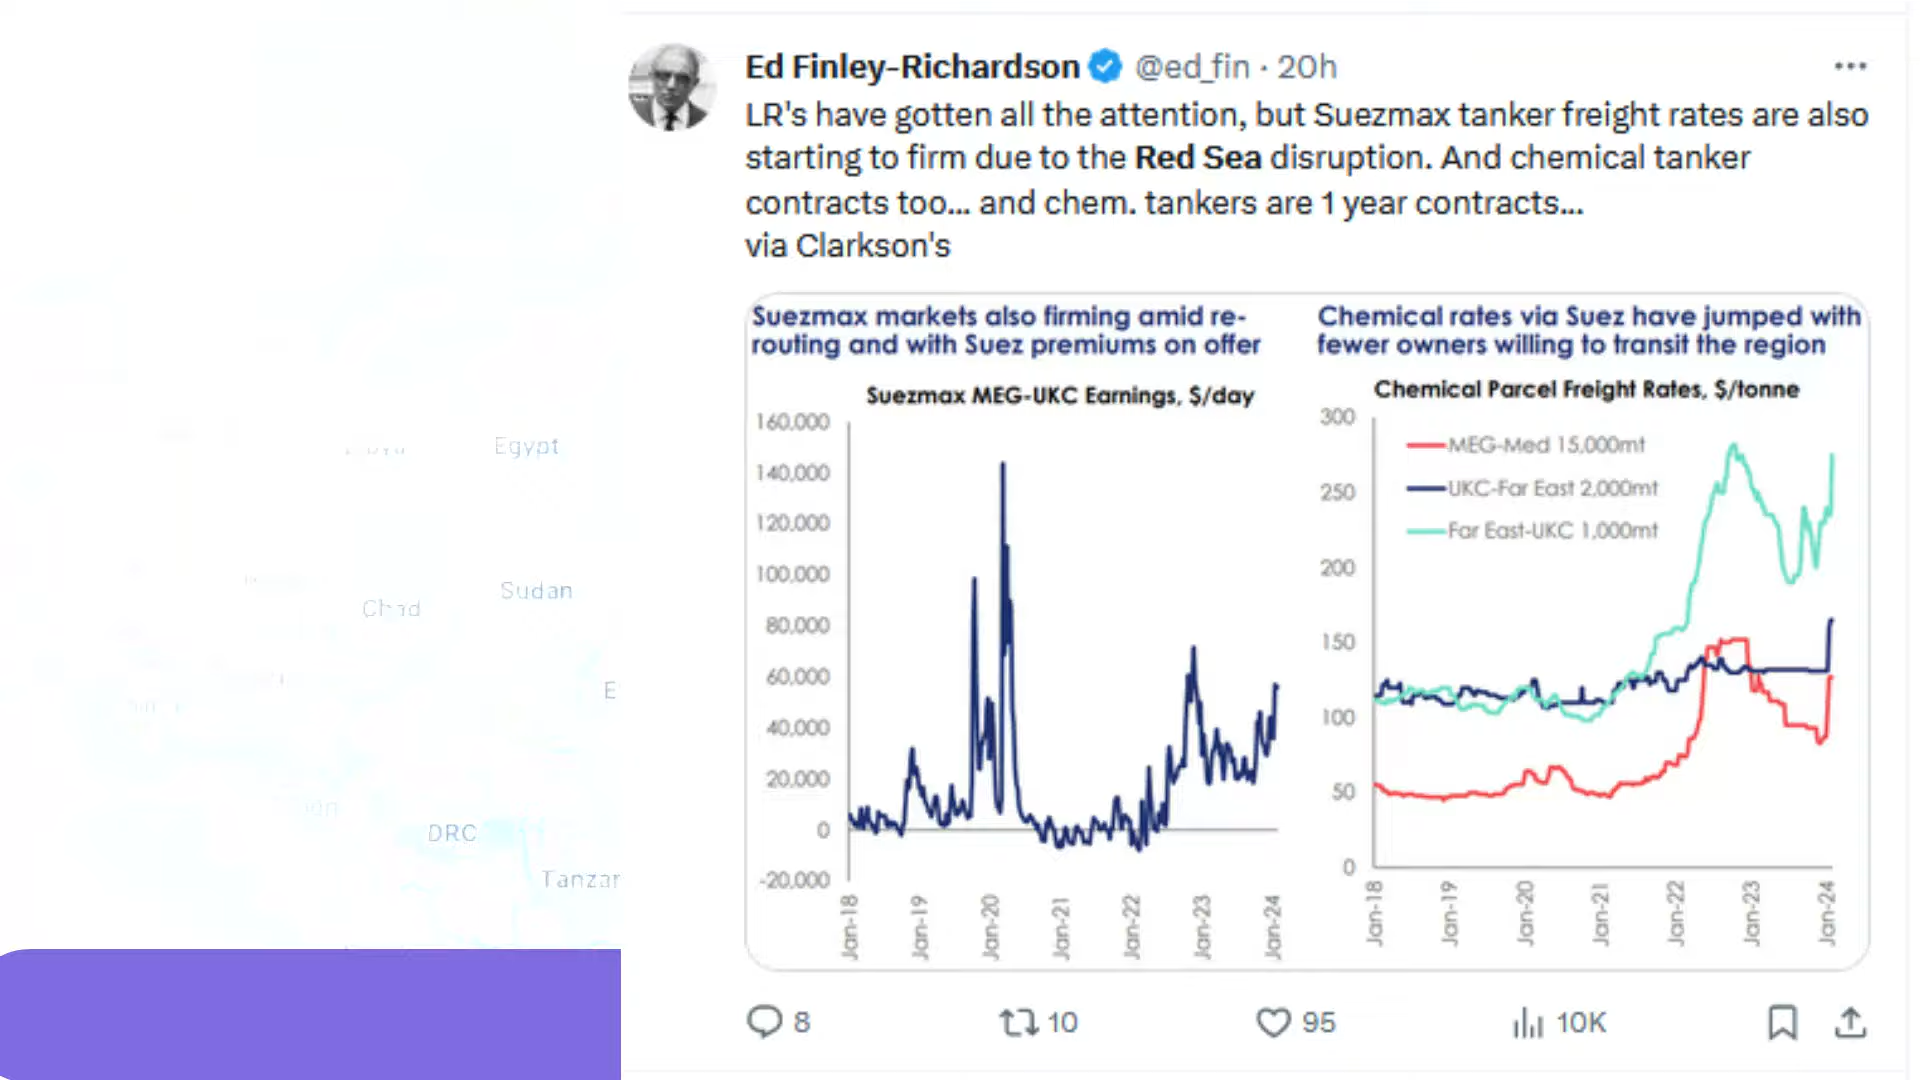 Ed Finley-Richardson @ed_fin · 20h
LR's have gotten all the attention, but Suezmax tanker freight rates are also
starting to firm due to the Red Sea disruption. And chemical tanker
contracts too... and chem. tankers are 1 year contracts...
via Clarkson's
Suezmax markets also firming amid re-
routing and with Suez premiums on offer
Suezmax MEG-UKC Earnings, $/day
160,000
140,000
120,000
100,000
80,000
60,000
40,000
20,000
0
-20,000
Jan-18
Jan-19
Jan-20
Jan-21
Jan-22
Jan-23
Jan-24
Chemical rates via Suez have jumped with
fewer owners willing to transit the region
Chemical Parcel Freight Rates, $/tonne
300
250
200
150
100
50
0
MEG-Med 15,000mt
UKC-Far East 2,000mt
Far East-UKC 1,000mt
Jan-18
Jan-19
Jan-20
Jan-21
Jan-22
Jan-23
Jan-24
8
10
95
10K
Egypt
Sudan
Chad
DRC
Tanzan